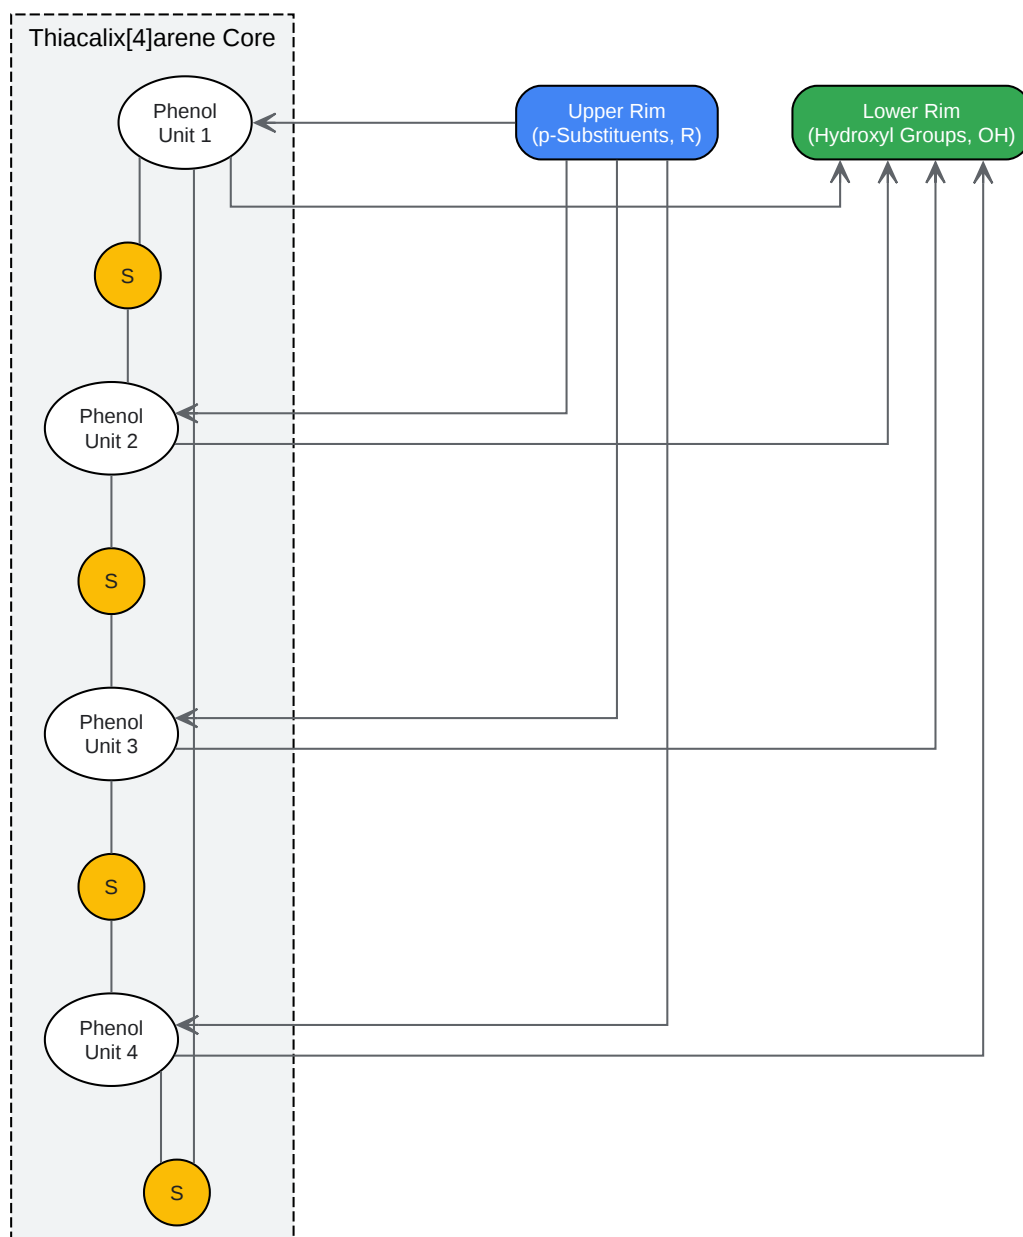 Thiacalix[4]arene Core
Phenol
Unit 1
Upper Rim
(p-Substituents, R)
Lower Rim
(Hydroxyl Groups, OH)
S
Phenol
Unit 2
S
Phenol
Unit 3
S
Phenol
Unit 4
S